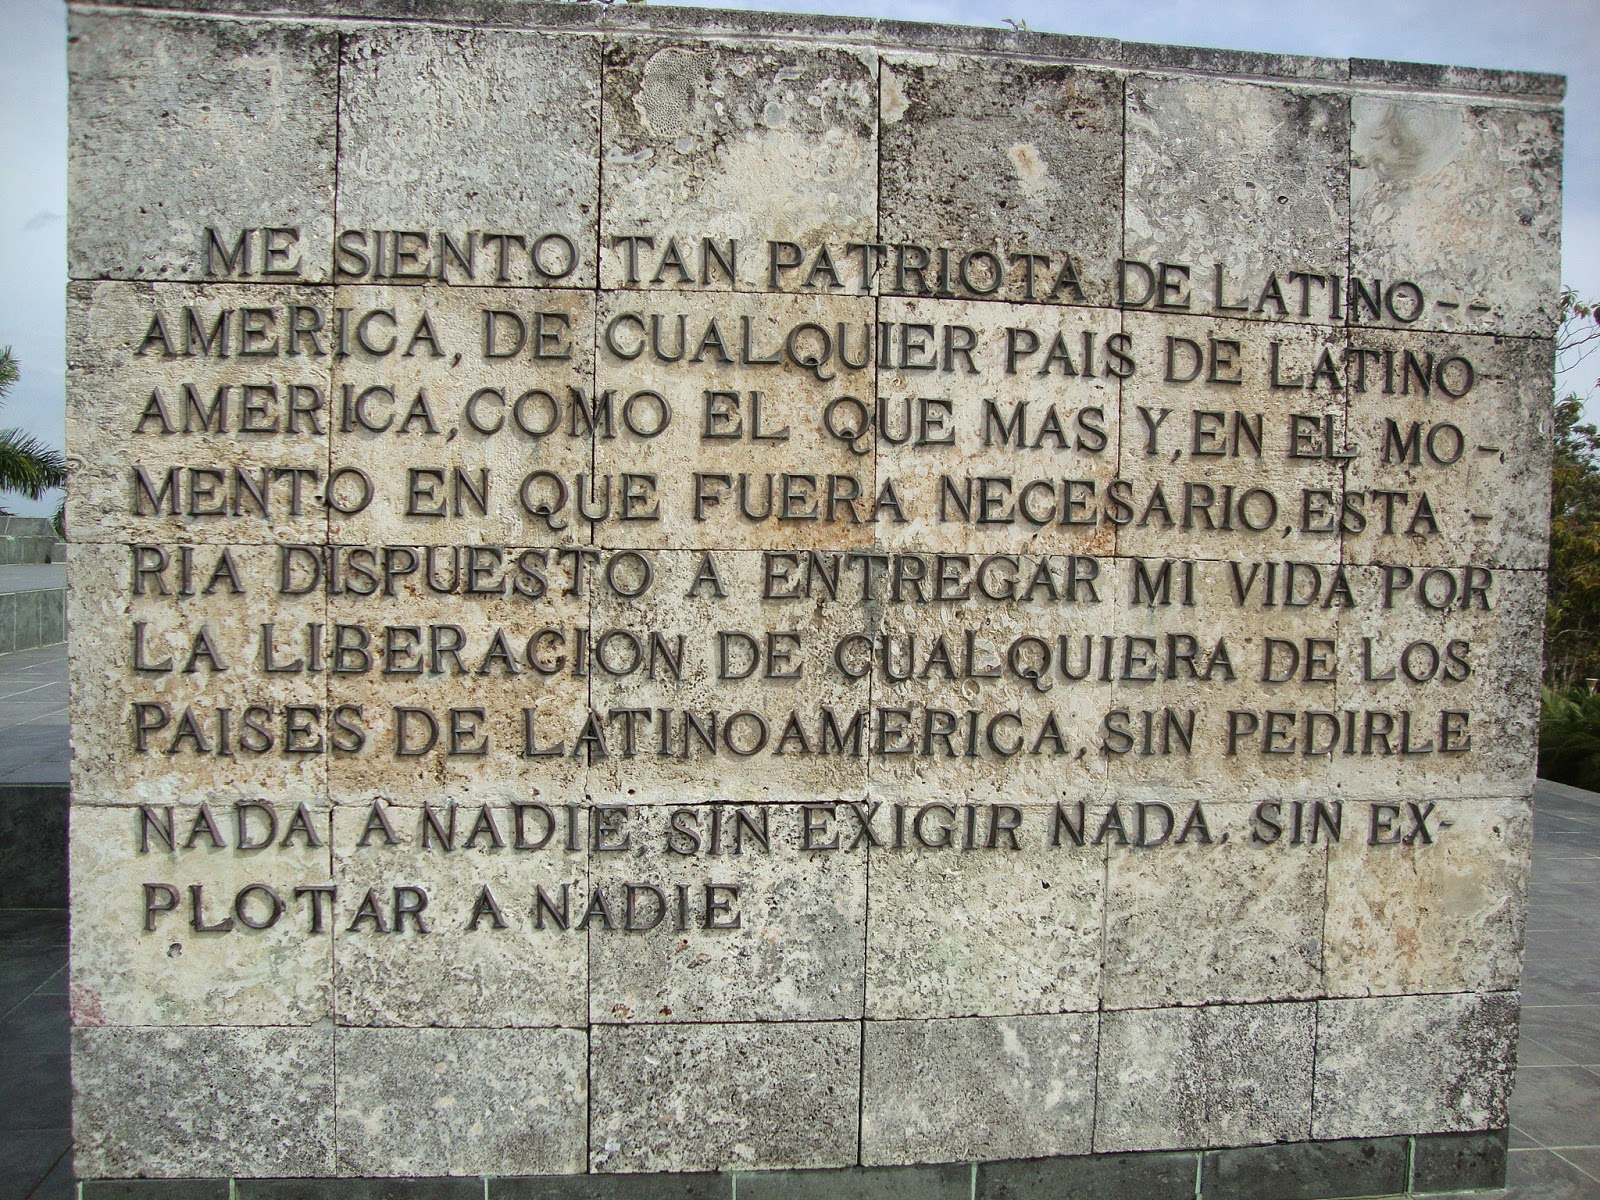 ME SIENTO TAN PATRIOTA DE LATINO--
AMERICA, DE CUALQUIER PAIS DE LATINO-
AMERICA, COMO EL QUE MAS Y, EN EL MO-
MENTO EN QUE FUERA NECESARIO, ESTA-
RIA DISPUESTO A ENTREGAR MI VIDA POR
LA LIBERACION DE CUALQUIERA DE LOS
PAISES DE LATINOAMERICA, SIN PEDIRLE
NADA A NADIE, SIN EXIGIR NADA, SIN EX-
PLOTAR A NADIE